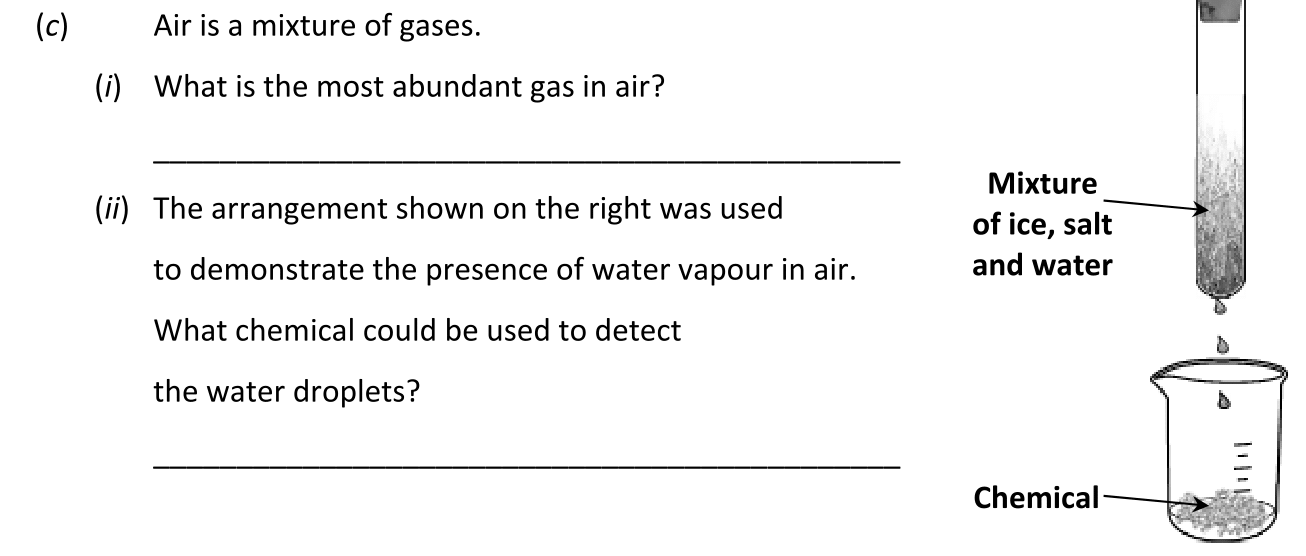 (c) Air is a mixture of gases.
(i) What is the most abundant gas in air?
(ii) The arrangement shown on the right was used
to demonstrate the presence of water vapour in air.
What chemical could be used to detect
the water droplets?
Mixture
of ice, salt
and water
Chemical